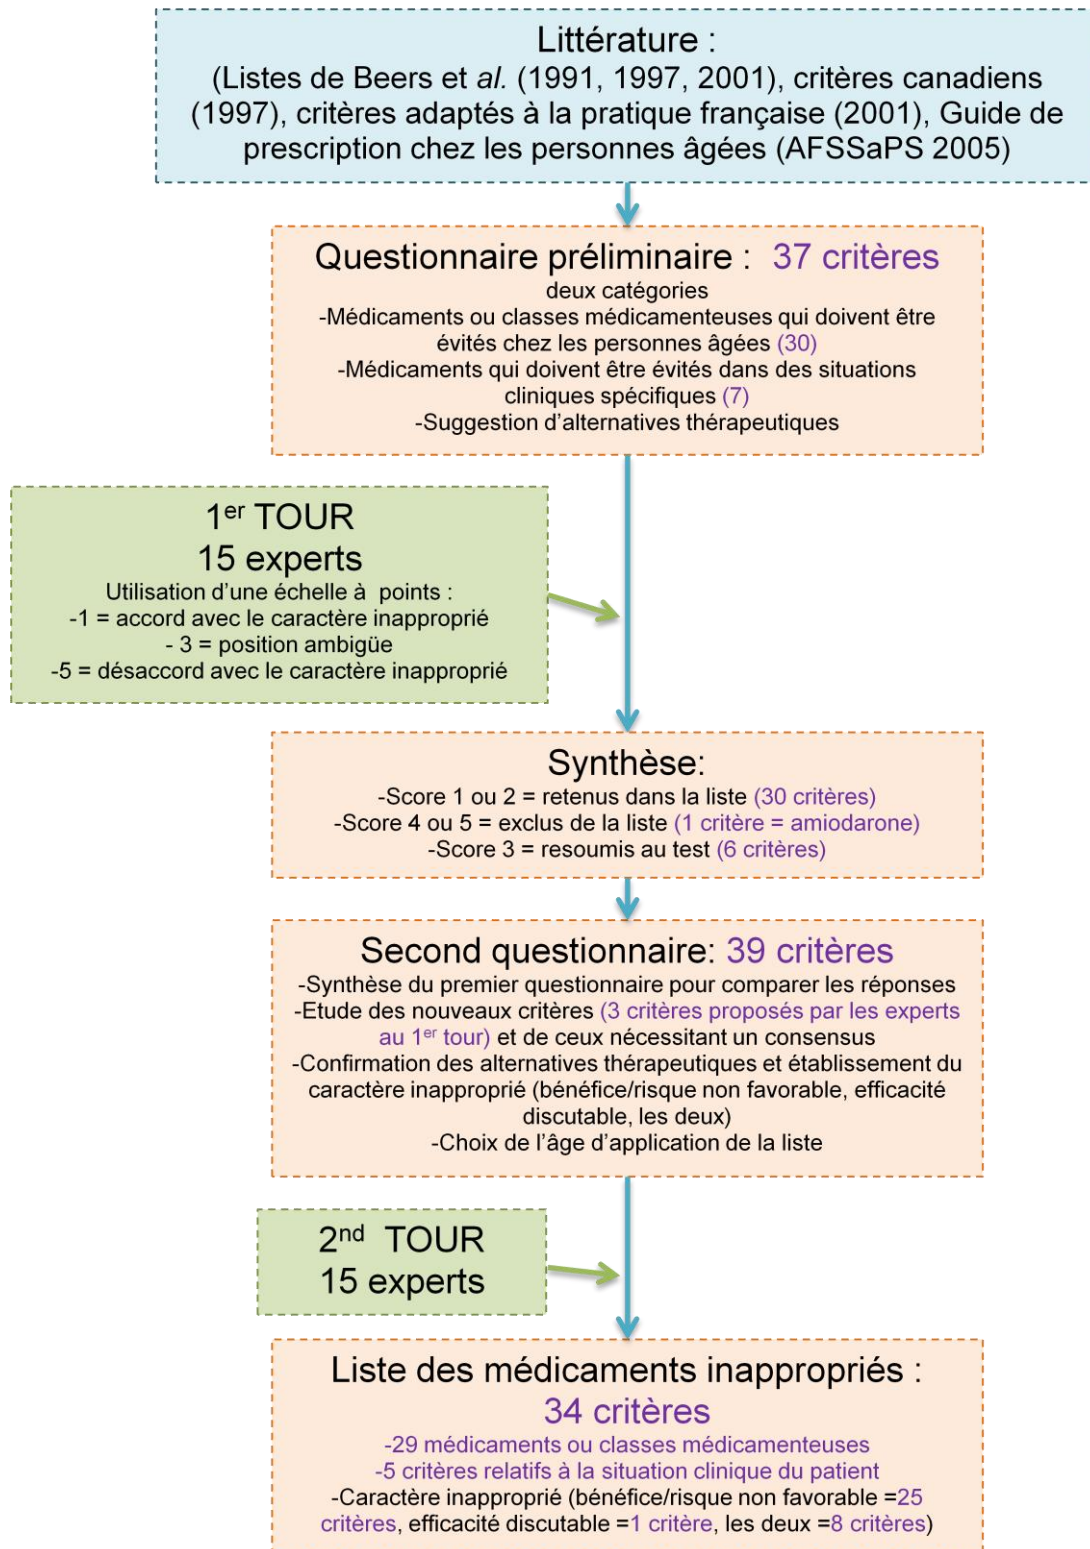 Littérature :
(Listes de Beers et al. (1991, 1997, 2001), critères canadiens
(1997), critères adaptés à la pratique française (2001), Guide de
prescription chez les personnes âgées (AFSSaPS 2005)
Questionnaire préliminaire : 37 critères
deux catégories
-Médicaments ou classes médicamenteuses qui doivent être
évités chez les personnes âgées (30)
-Médicaments qui doivent être évités dans des situations
cliniques spécifiques (7)
-Suggestion d'alternatives thérapeutiques
1er TOUR
15 experts
Utilisation d'une échelle à points :
-1 = accord avec le caractère inapproprié
- 3 = position ambigüe
-5 = désaccord avec le caractère inapproprié
Synthèse:
-Score 1 ou 2 = retenus dans la liste (30 critères)
-Score 4 ou 5 = exclus de la liste (1 critère = amiodarone)
-Score 3 = resoumis au test (6 critères)
Second questionnaire: 39 critères
-Synthèse du premier questionnaire pour comparer les réponses
-Etude des nouveaux critères (3 critères proposés par les experts
au 1er tour) et de ceux nécessitant un consensus
-Confirmation des alternatives thérapeutiques et établissement du
caractère inapproprié (bénéfice/risque non favorable, efficacité
discutable, les deux)
-Choix de l'âge d'application de la liste
2nd TOUR
15 experts
Liste des médicaments inappropriés :
34 critères
-29 médicaments ou classes médicamenteuses
-5 critères relatifs à la situation clinique du patient
-Caractère inapproprié (bénéfice/risque non favorable =25
critères, efficacité discutable =1 critère, les deux =8 critères)